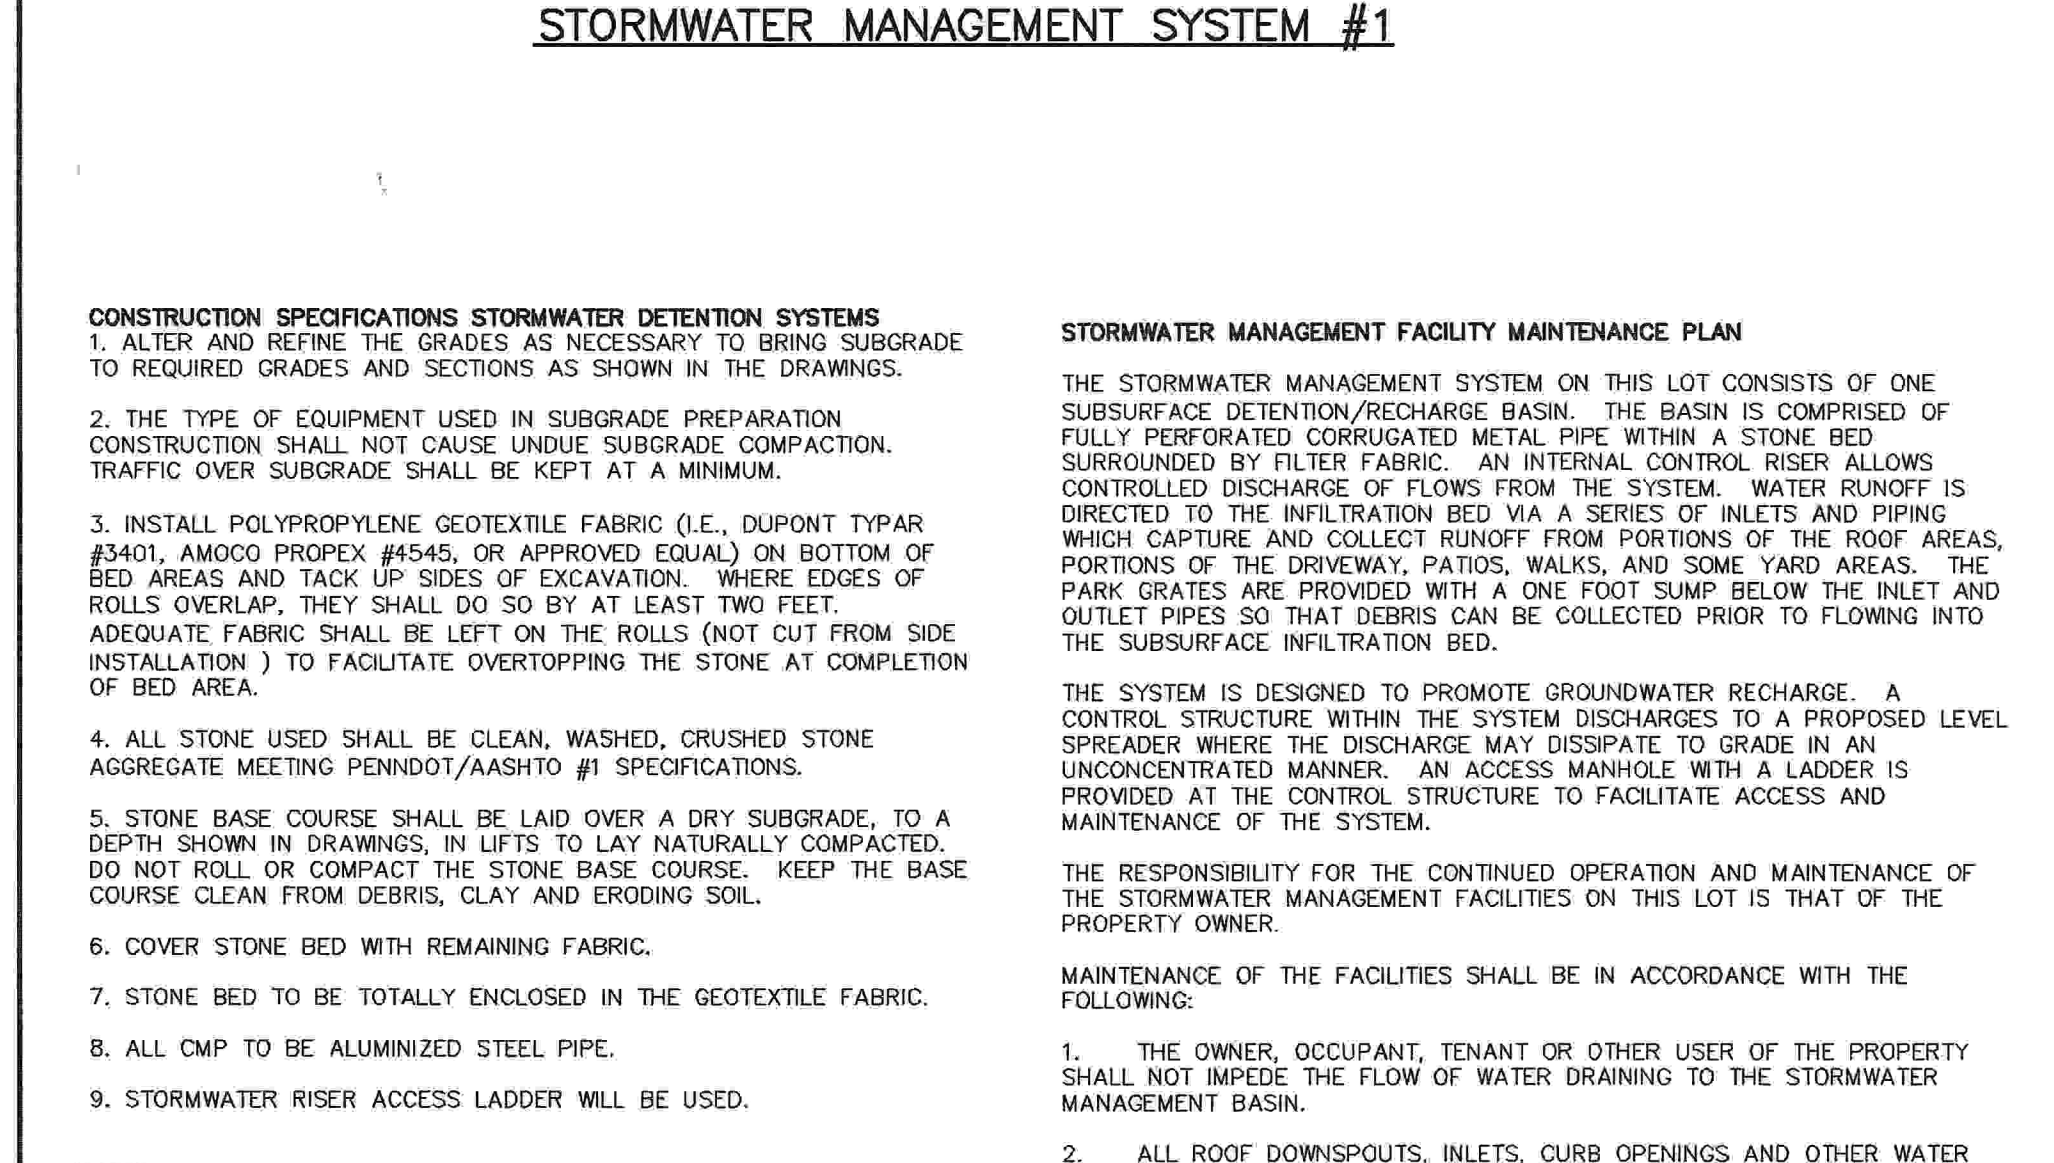 STORMWATER MANAGEMENT SYSTEM #1
CONSTRUCTION SPECIFICATIONS STORMWATER DETENTION SYSTEMS
1. ALTER AND REFINE THE GRADES AS NECESSARY TO BRING SUBGRADE
TO REQUIRED GRADES AND SECTIONS AS SHOWN IN THE DRAWINGS.
2. THE TYPE OF EQUIPMENT USED IN SUBGRADE PREPARATION
CONSTRUCTION SHALL NOT CAUSE UNDUE SUBGRADE COMPACTION.
TRAFFIC OVER SUBGRADE SHALL BE KEPT AT A MINIMUM.
3. INSTALL POLYPROPYLENE GEOTEXTILE FABRIC (I.E., DUPONT TYPAR
#3401, AMOCO PROPEX #4545, OR APPROVED EQUAL) ON BOTTOM OF
BED AREAS AND TACK UP SIDES OF EXCAVATION. WHERE EDGES OF
ROLLS OVERLAP, THEY SHALL DO SO BY AT LEAST TWO FEET.
ADEQUATE FABRIC SHALL BE LEFT ON THE ROLLS (NOT CUT FROM SIDE
INSTALLATION ) TO FACILITATE OVERTOPPING THE STONE AT COMPLETION
OF BED AREA.
4. ALL STONE USED SHALL BE CLEAN, WASHED, CRUSHED STONE
AGGREGATE MEETING PENNDOT/AASHTO #1 SPECIFICATIONS.
5. STONE BASE COURSE SHALL BE LAID OVER A DRY SUBGRADE, TO A
DEPTH SHOWN IN DRAWINGS, IN LIFTS TO LAY NATURALLY COMPACTED.
DO NOT ROLL OR COMPACT THE STONE BASE COURSE. KEEP THE BASE
COURSE CLEAN FROM DEBRIS, CLAY AND ERODING SOIL.
6. COVER STONE BED WITH REMAINING FABRIC.
7. STONE BED TO BE TOTALLY ENCLOSED IN THE GEOTEXTILE FABRIC.
8. ALL CMP TO BE ALUMINIZED STEEL PIPE.
9. STORMWATER RISER ACCESS LADDER WILL BE USED.
STORMWATER MANAGEMENT FACILITY MAINTENANCE PLAN
THE STORMWATER MANAGEMENT SYSTEM ON THIS LOT CONSISTS OF ONE
SUBSURFACE DETENTION/RECHARGE BASIN. THE BASIN IS COMPRISED OF
FULLY PERFORATED CORRUGATED METAL PIPE WITHIN A STONE BED
SURROUNDED BY FILTER FABRIC. AN INTERNAL CONTROL RISER ALLOWS
CONTROLLED DISCHARGE OF FLOWS FROM THE SYSTEM. WATER RUNOFF IS
DIRECTED TO THE INFILTRATION BED VIA A SERIES OF INLETS AND PIPING
WHICH CAPTURE AND COLLECT RUNOFF FROM PORTIONS OF THE ROOF AREAS,
PORTIONS OF THE DRIVEWAY, PATIOS, WALKS, AND SOME YARD AREAS. THE
PARK GRATES ARE PROVIDED WITH A ONE FOOT SUMP BELOW THE INLET AND
OUTLET PIPES SO THAT DEBRIS CAN BE COLLECTED PRIOR TO FLOWING INTO
THE SUBSURFACE INFILTRATION BED.
THE SYSTEM IS DESIGNED TO PROMOTE GROUNDWATER RECHARGE. A
CONTROL STRUCTURE WITHIN THE SYSTEM DISCHARGES TO A PROPOSED LEVEL
SPREADER WHERE THE DISCHARGE MAY DISSIPATE TO GRADE IN AN
UNCONCENTRATED MANNER. AN ACCESS MANHOLE WITH A LADDER IS
PROVIDED AT THE CONTROL STRUCTURE TO FACILITATE ACCESS AND
MAINTENANCE OF THE SYSTEM.
THE RESPONSIBILITY FOR THE CONTINUED OPERATION AND MAINTENANCE OF
THE STORMWATER MANAGEMENT FACILITIES ON THIS LOT IS THAT OF THE
PROPERTY OWNER.
MAINTENANCE OF THE FACILITIES SHALL BE IN ACCORDANCE WITH THE
FOLLOWING:
1. THE OWNER, OCCUPANT, TENANT OR OTHER USER OF THE PROPERTY
SHALL NOT IMPEDE THE FLOW OF WATER DRAINING TO THE STORMWATER
MANAGEMENT BASIN.
2. ALL ROOF DOWNSPOUTS, INLETS, CURB OPENINGS AND OTHER WATER